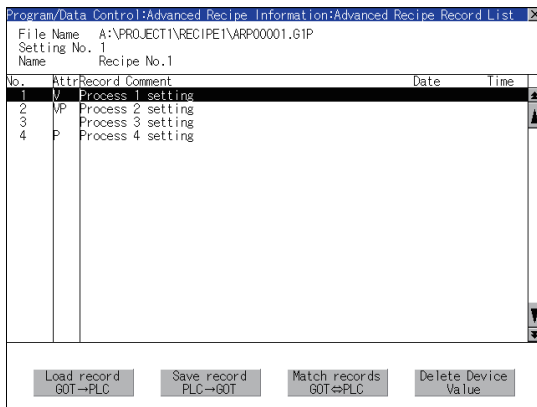 Program/Data Control:Advanced Recipe Information:Advanced Recipe Record List ×
File Name A:\PROJECT1\RECIPE1\ARP00001.G1P
Setting No. 1
Name Recipe No.1
No. Attr Record Comment Date Time
1 V Process 1 setting
2 VP Process 2 setting
3 Process 3 setting
4 P Process 4 setting
Load record Save record Match records Delete Device
GOT→PLC PLC→GOT GOT⇔PLC Value